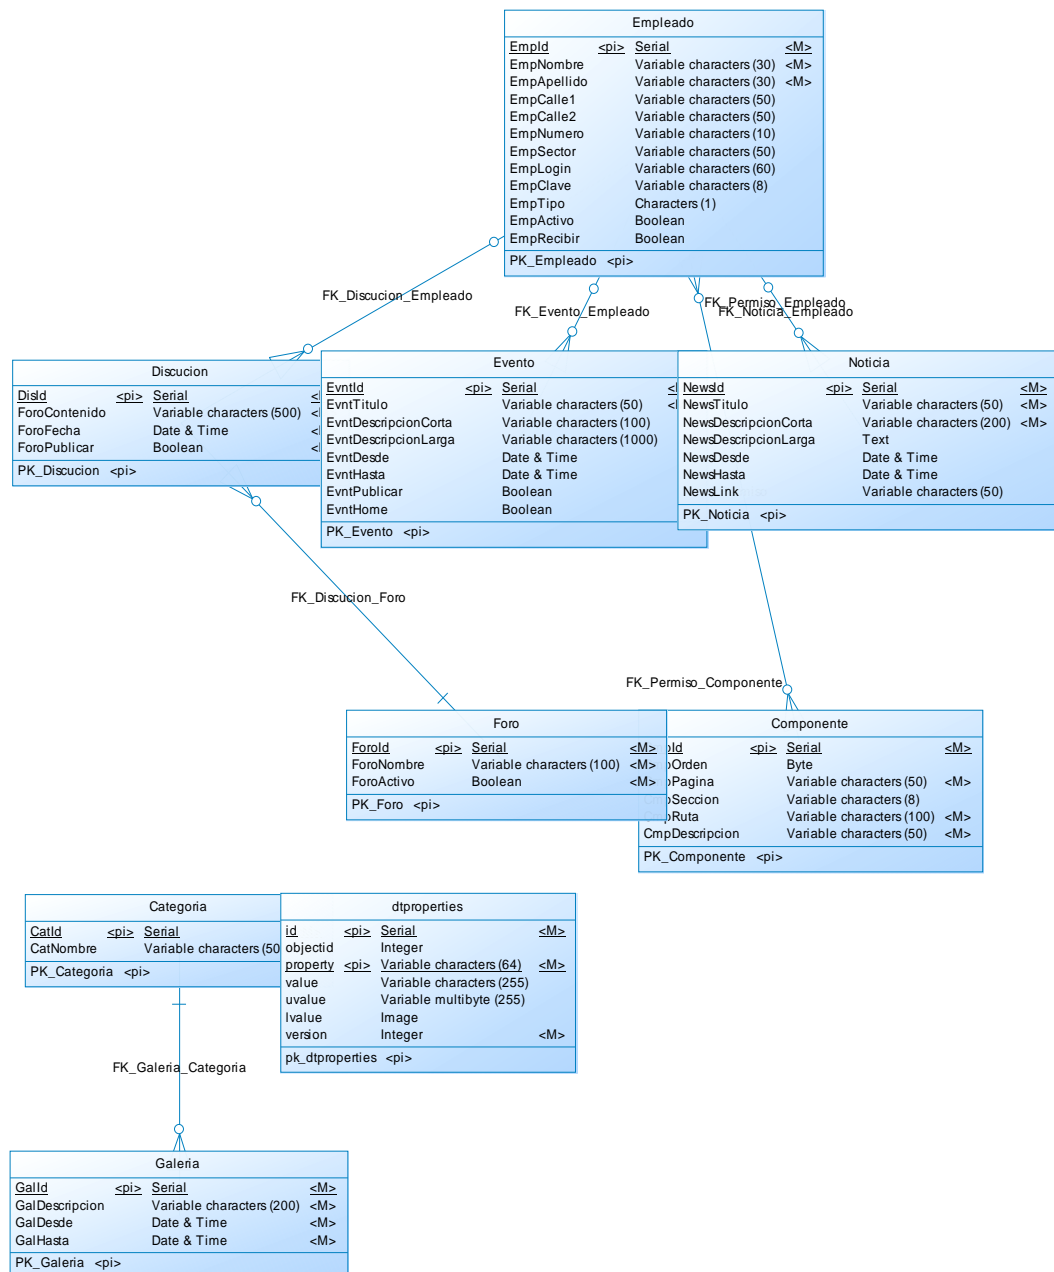 Empleado
EmpId <pi> Serial <M>
EmpNombre Variable characters (30) <M>
EmpApellido Variable characters (30) <M>
EmpCalle1 Variable characters (50)
EmpCalle2 Variable characters (50)
EmpNumero Variable characters (10)
EmpSector Variable characters (50)
EmpLogin Variable characters (60)
EmpClave Variable characters (8)
EmpTipo Characters (1)
EmpActivo Boolean
EmpRecibir Boolean
PK_Empleado <pi>
FK_Discucion_Empleado
FK_Evento_Empleado
FK_Permiso_Empleado
FK_Noticia_Empleado
Discucion
DisId <pi> Serial
ForoContenido Variable characters (500)
ForoFecha Date & Time
ForoPublicar Boolean
PK_Discucion <pi>
Evento
EvntId <pi> Serial
EvntTitulo Variable characters (50)
EvntDescripcionCorta Variable characters (100)
EvntDescripcionLarga Variable characters (1000)
EvntDesde Date & Time
EvntHasta Date & Time
EvntPublicar Boolean
EvntHome Boolean
PK_Evento <pi>
Noticia
NewsId <pi> Serial <M>
NewsTitulo Variable characters (50) <M>
NewsDescripcionCorta Variable characters (200) <M>
NewsDescripcionLarga Text
NewsDesde Date & Time
NewsHasta Date & Time
NewsLink Variable characters (50)
PK_Noticia <pi>
FK_Discucion_Foro
FK_Permiso_Componente
Foro
ForoId <pi> Serial <M>
ForoNombre Variable characters (100) <M>
ForoActivo Boolean <M>
PK_Foro <pi>
Componente
Id <pi> Serial <M>
Orden Byte
Pagina Variable characters (50) <M>
Seccion Variable characters (8)
Ruta Variable characters (100) <M>
CmpDescripcion Variable characters (50) <M>
PK_Componente <pi>
Categoria
CatId <pi> Serial
CatNombre Variable characters (50
PK_Categoria <pi>
dtproperties
id <pi> Serial <M>
objectid Integer
property <pi> Variable characters (64) <M>
value Variable characters (255)
uvalue Variable multibyte (255)
lvalue Image
version Integer <M>
pk_dtproperties <pi>
FK_Galeria_Categoria
Galeria
GalId <pi> Serial <M>
GalDescripcion Variable characters (200) <M>
GalDesde Date & Time <M>
GalHasta Date & Time <M>
PK_Galeria <pi>